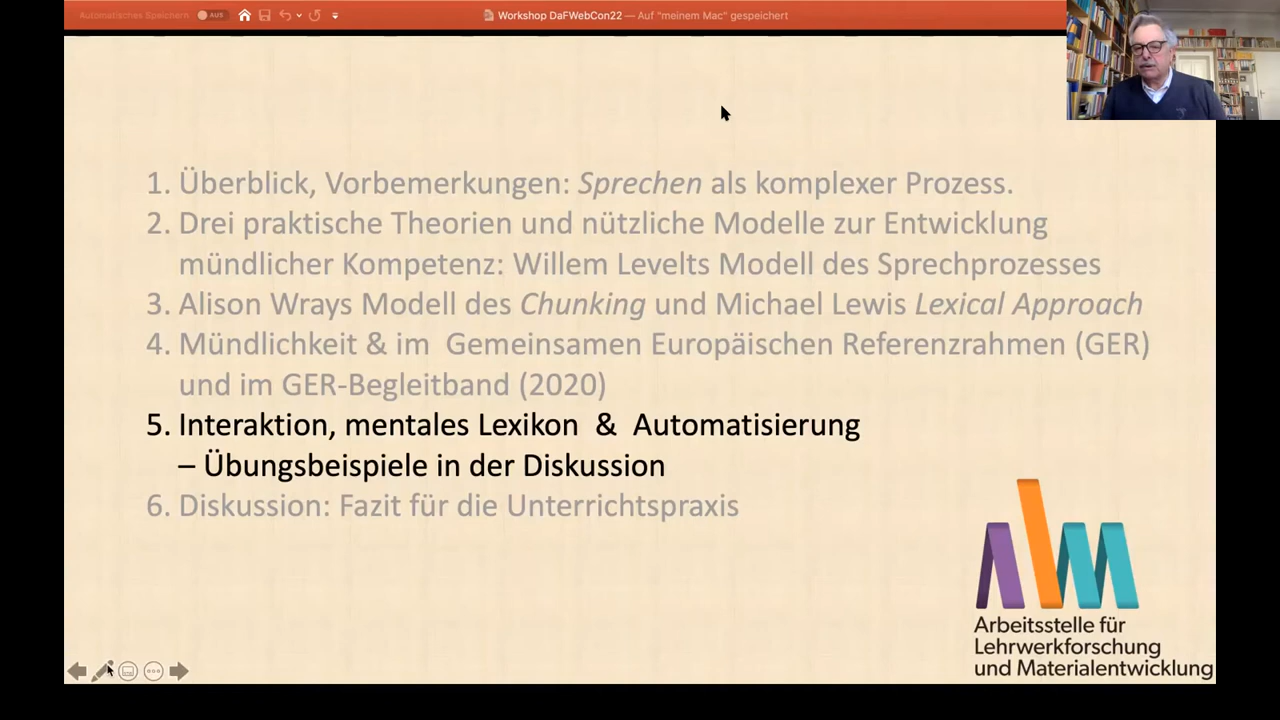 Automatisches Speichern AUS
Workshop DaFWebCon22 — Auf "meinem Mac" gespeichert
1. Überblick, Vorbemerkungen: Sprechen als komplexer Prozess.
2. Drei praktische Theorien und nützliche Modelle zur Entwicklung
mündlicher Kompetenz: Willem Levelts Modell des Sprechprozesses
3. Alison Wrays Modell des Chunking und Michael Lewis Lexical Approach
4. Mündlichkeit & im Gemeinsamen Europäischen Referenzrahmen (GER)
und im GER-Begleitband (2020)
5. Interaktion, mentales Lexikon & Automatisierung
– Übungsbeispiele in der Diskussion
6. Diskussion: Fazit für die Unterrichtspraxis
Arbeitsstelle für
Lehrwerkforschung
und Materialentwicklung